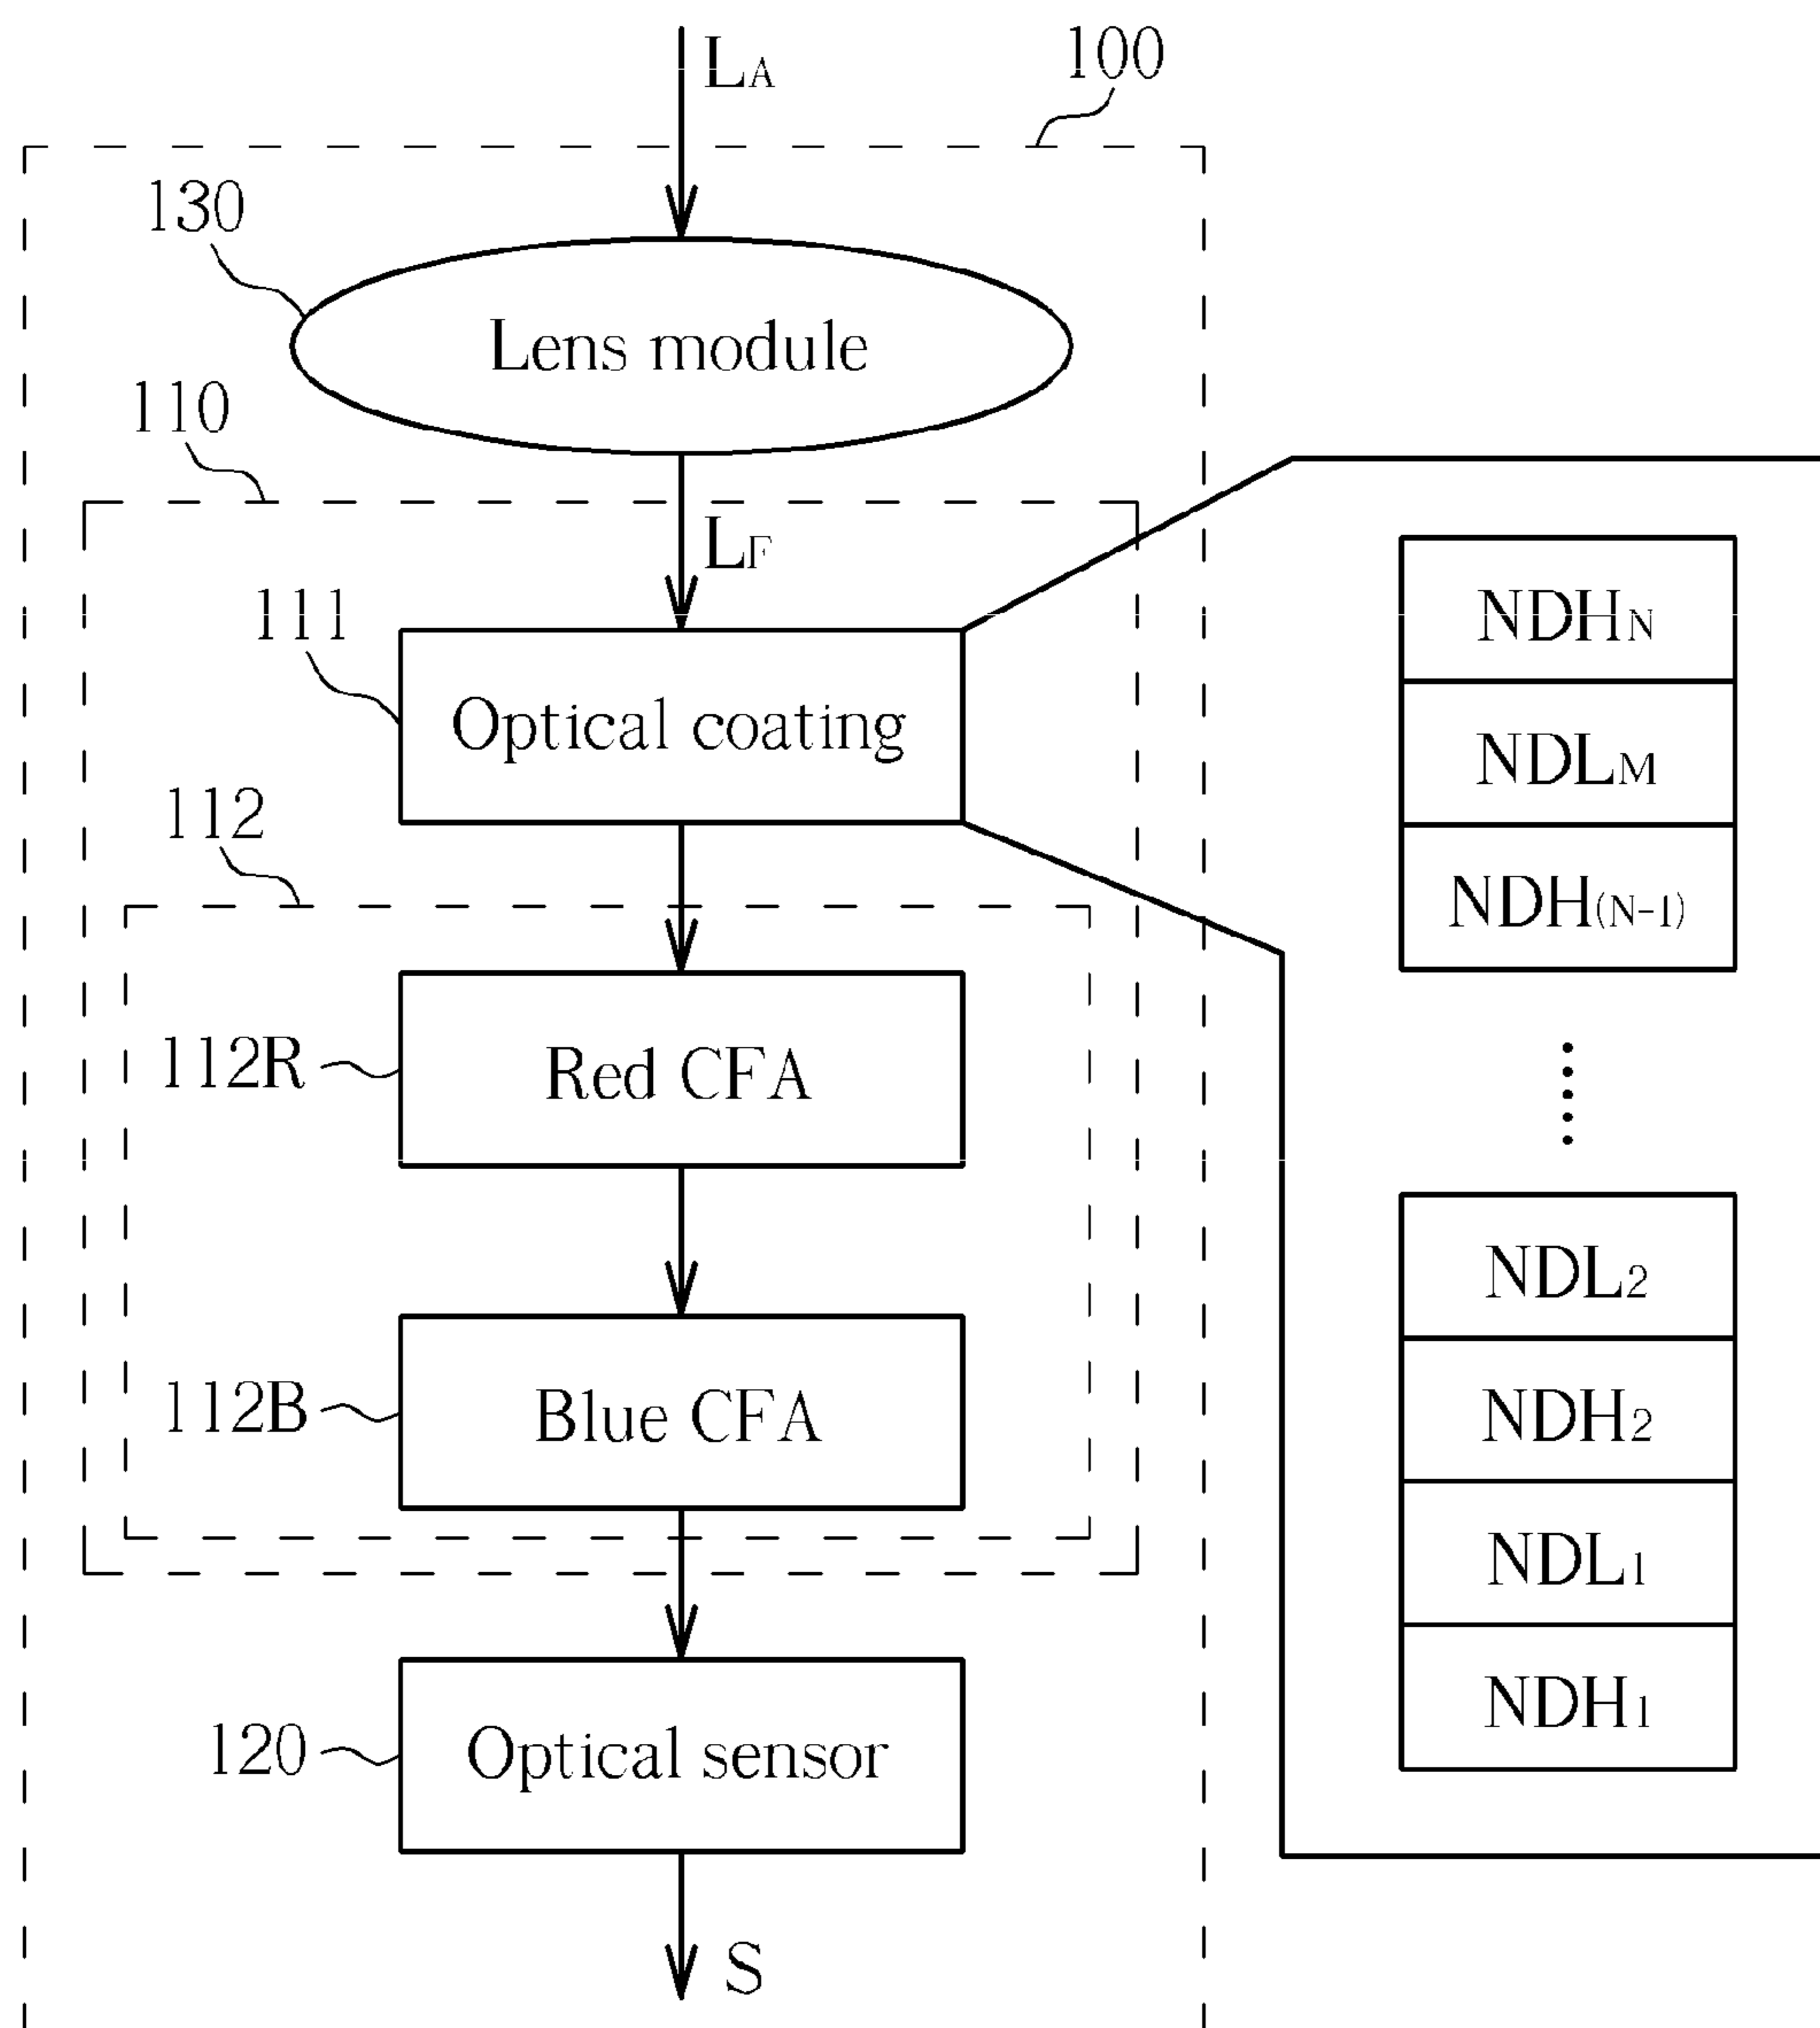 100
LA
130
Lens module
110
LF
111
Optical coating
112
112R
Red CFA
112B
Blue CFA
120
Optical sensor
S
NDHN
NDLM
NDH(N-1)
NDL2
NDH2
NDL1
NDH1